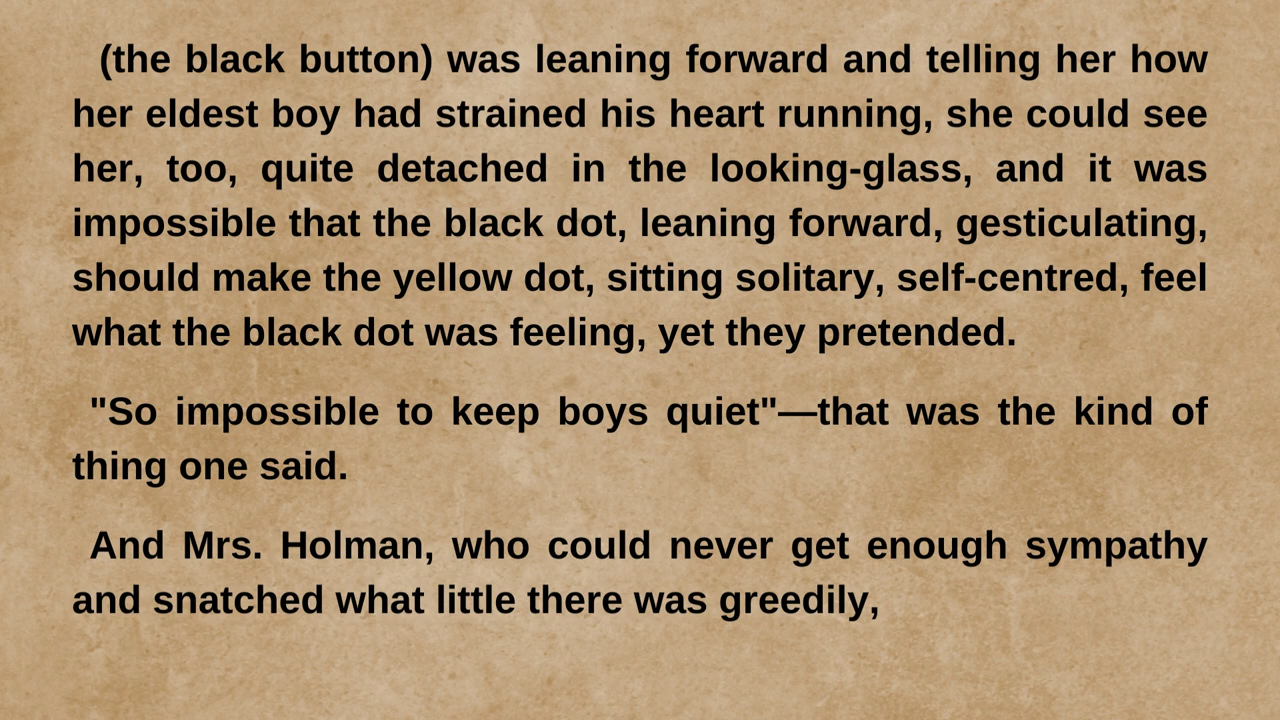 (the black button) was leaning forward and telling her how
her eldest boy had strained his heart running, she could see
her, too, quite detached in the looking-glass, and it was
impossible that the black dot, leaning forward, gesticulating,
should make the yellow dot, sitting solitary, self-centred, feel
what the black dot was feeling, yet they pretended.
"So impossible to keep boys quiet"—that was the kind of
thing one said.
And Mrs. Holman, who could never get enough sympathy
and snatched what little there was greedily,